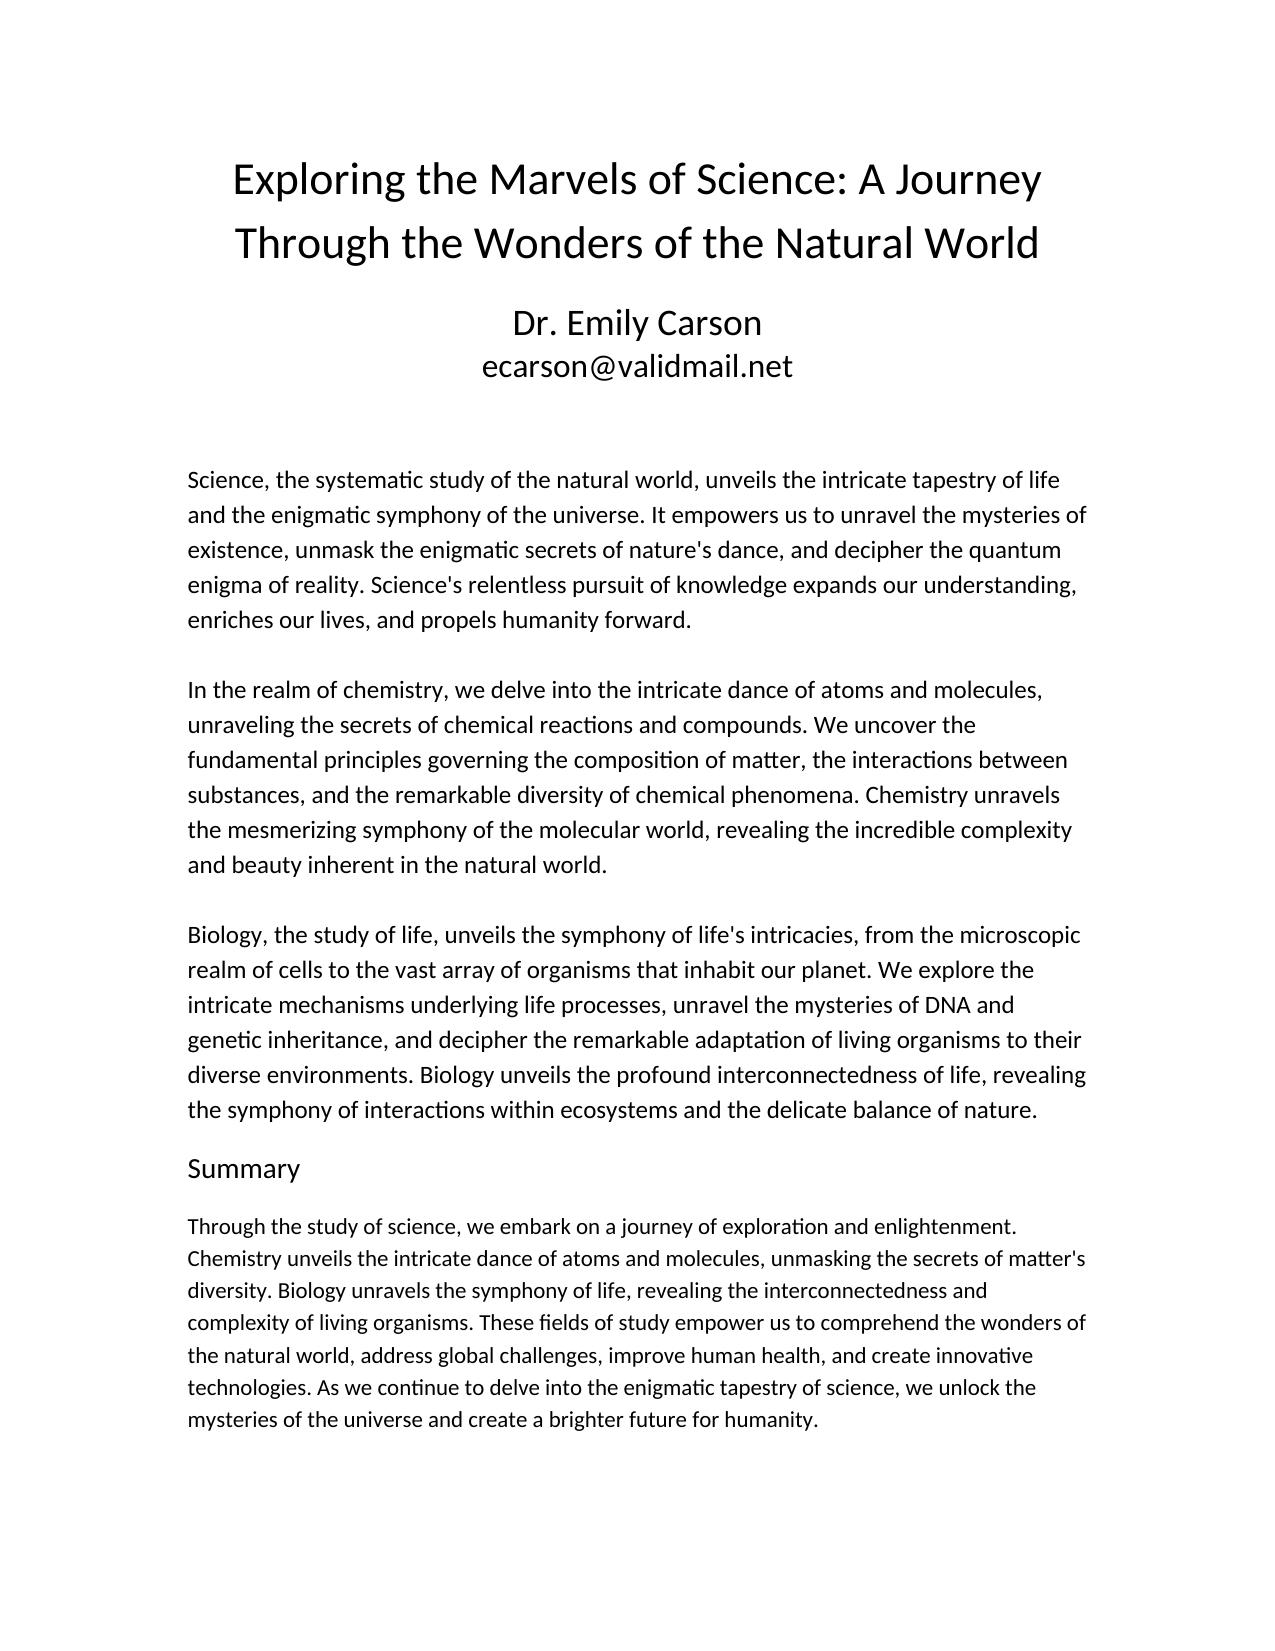 Exploring the Marvels of Science: A Journey
Through the Wonders of the Natural World
Dr. Emily Carson
ecarson@validmail.net
Science, the systematic study of the natural world, unveils the intricate tapestry of life
and the enigmatic symphony of the universe. It empowers us to unravel the mysteries of
existence, unmask the enigmatic secrets of nature's dance, and decipher the quantum
enigma of reality. Science's relentless pursuit of knowledge expands our understanding,
enriches our lives, and propels humanity forward.
In the realm of chemistry, we delve into the intricate dance of atoms and molecules,
unraveling the secrets of chemical reactions and compounds. We uncover the
fundamental principles governing the composition of matter, the interactions between
substances, and the remarkable diversity of chemical phenomena. Chemistry unravels
the mesmerizing symphony of the molecular world, revealing the incredible complexity
and beauty inherent in the natural world.
Biology, the study of life, unveils the symphony of life's intricacies, from the microscopic
realm of cells to the vast array of organisms that inhabit our planet. We explore the
intricate mechanisms underlying life processes, unravel the mysteries of DNA and
genetic inheritance, and decipher the remarkable adaptation of living organisms to their
diverse environments. Biology unveils the profound interconnectedness of life, revealing
the symphony of interactions within ecosystems and the delicate balance of nature.
Summary
Through the study of science, we embark on a journey of exploration and enlightenment.
Chemistry unveils the intricate dance of atoms and molecules, unmasking the secrets of matter's
diversity. Biology unravels the symphony of life, revealing the interconnectedness and
complexity of living organisms. These fields of study empower us to comprehend the wonders of
the natural world, address global challenges, improve human health, and create innovative
technologies. As we continue to delve into the enigmatic tapestry of science, we unlock the
mysteries of the universe and create a brighter future for humanity.